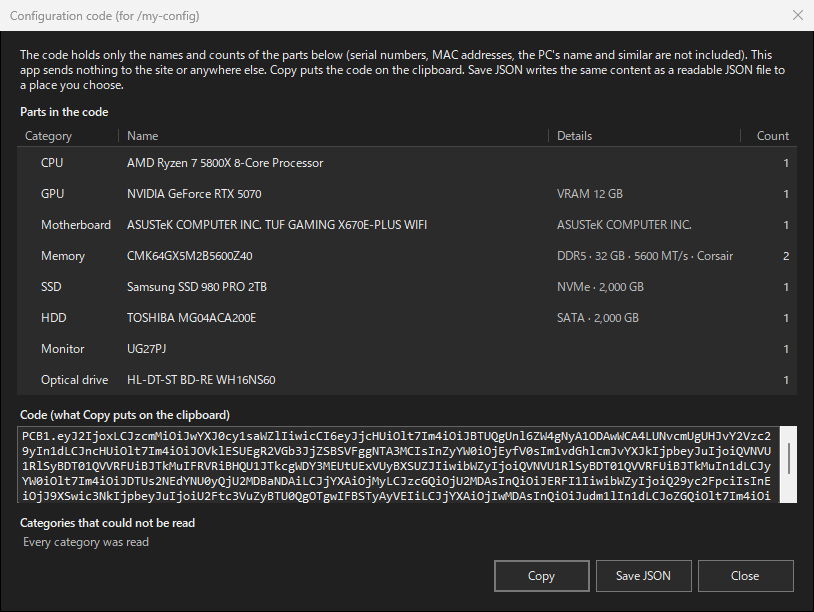 Configuration code (for /my-config)
The code holds only the names and counts of the parts below (serial numbers, MAC addresses, the PC's name and similar are not included). This
app sends nothing to the site or anywhere else. Copy puts the code on the clipboard. Save JSON writes the same content as a readable JSON file to
a place you choose.
Parts in the code
Category Name Details Count
CPU AMD Ryzen 7 5800X 8-Core Processor 1
GPU NVIDIA GeForce RTX 5070 VRAM 12 GB 1
Motherboard ASUSTeK COMPUTER INC. TUF GAMING X670E-PLUS WIFI ASUSTeK COMPUTER INC. 1
Memory CMK64GX5M2B5600Z40 DDR5 · 32 GB · 5600 MT/s · Corsair 2
SSD Samsung SSD 980 PRO 2TB NVMe · 2,000 GB 1
HDD TOSHIBA MG04ACA200E SATA · 2,000 GB 1
Monitor UG27PJ 1
Optical drive HL-DT-ST BD-RE WH16NS60 1
Code (what Copy puts on the clipboard)
PCB1.eyJ2IjoxLCJzcmMiOiJwYXJ0cy1saWZlIiwicCI6eyJjcHUiOlt7Im4iOiJBTUQgUnl6ZW4gNyA1ODAwWCA4LUNvcmUgUHJvY2Vzc2
9yIn1dLCJncHUiOlt7Im4iOiJOVklESUEgR2VGb3JjZSBSVFggNTA3MCIsInZyYW0iOjEyfV0sIm1vdGhlcmJvYXJkIjpbeyJuIjoiQVNVU
1RlSyBDT01QVVRFUiBJTkMuIFRVRiBHQU1JTkcgWDY3MEUtUExVUyBXSUZJIiwibWZyIjoiQVNVU1RlSyBDT01QVVRFUiBJTkMuIn1dLCJy
YW0iOlt7Im4iOiJDTUs2NEdYNU0yQjU2MDBaNDAiLCJjYXAiOjMyLCJzcGQiOjU2MDAsInQiOiJERFI1IiwibWZyIjoiQ29yc2FpciIsInE
iOjJ9XSwic3NkIjpbeyJuIjoiU2Ftc3VuZyBTU0QgOTgwIFBSTyAyVEIiLCJjYXAiOjIwMDAsInQiOiJudm1lIn1dLCJoZGQiOlt7Im4iOi
Categories that could not be read
Every category was read
Copy Save JSON Close